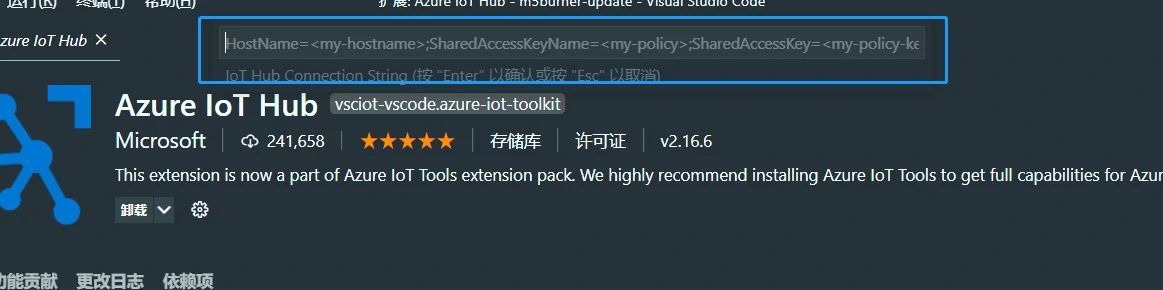 运行(R) 终端(T) 帮助(H) 扩展: Azure IoT Hub - m5burner-update - Visual Studio Code
zure IoT Hub ×
HostName=<my-hostname>;SharedAccessKeyName=<my-policy>;SharedAccessKey=<my-policy-ke
IoT Hub Connection String (按 "Enter" 以确认或按 "Esc" 以取消)
Azure IoT Hub vsciot-vscode.azure-iot-toolkit
Microsoft 241,658 ★★★★★ 存储库 许可证 v2.16.6
This extension is now a part of Azure IoT Tools extension pack. We highly recommend installing Azure IoT Tools to get full capabilities for Azur
卸载
功能贡献 更改日志 依赖项